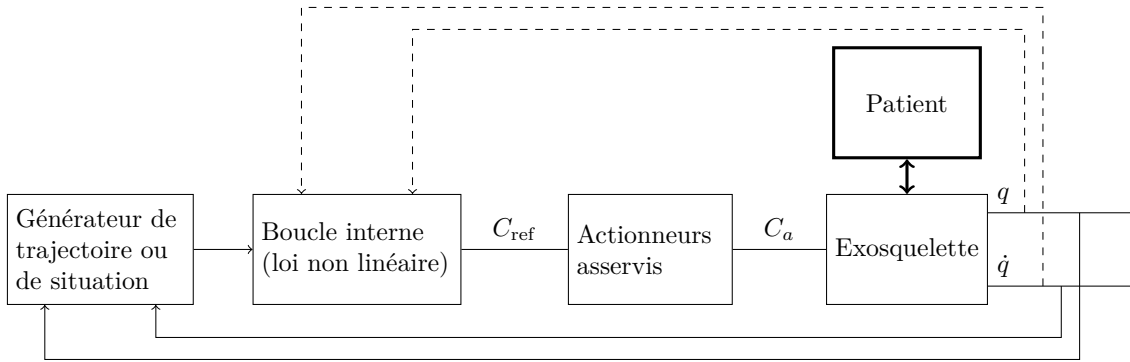 Patient
Générateur de
trajectoire ou
de situation
Boucle interne
(loi non linéaire)
C_ref
Actionneurs
asservis
C_a
Exosquelette
q
q̇